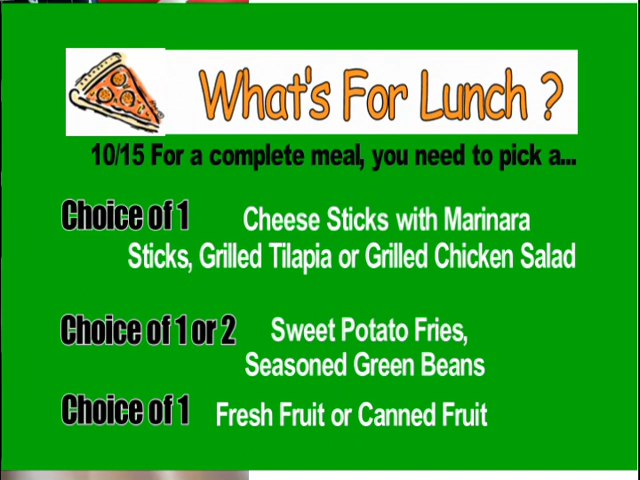 What's For Lunch ?
10/15 For a complete meal, you need to pick a...
Choice of 1 Cheese Sticks with Marinara
Sticks, Grilled Tilapia or Grilled Chicken Salad
Choice of 1 or 2 Sweet Potato Fries,
Seasoned Green Beans
Choice of 1 Fresh Fruit or Canned Fruit